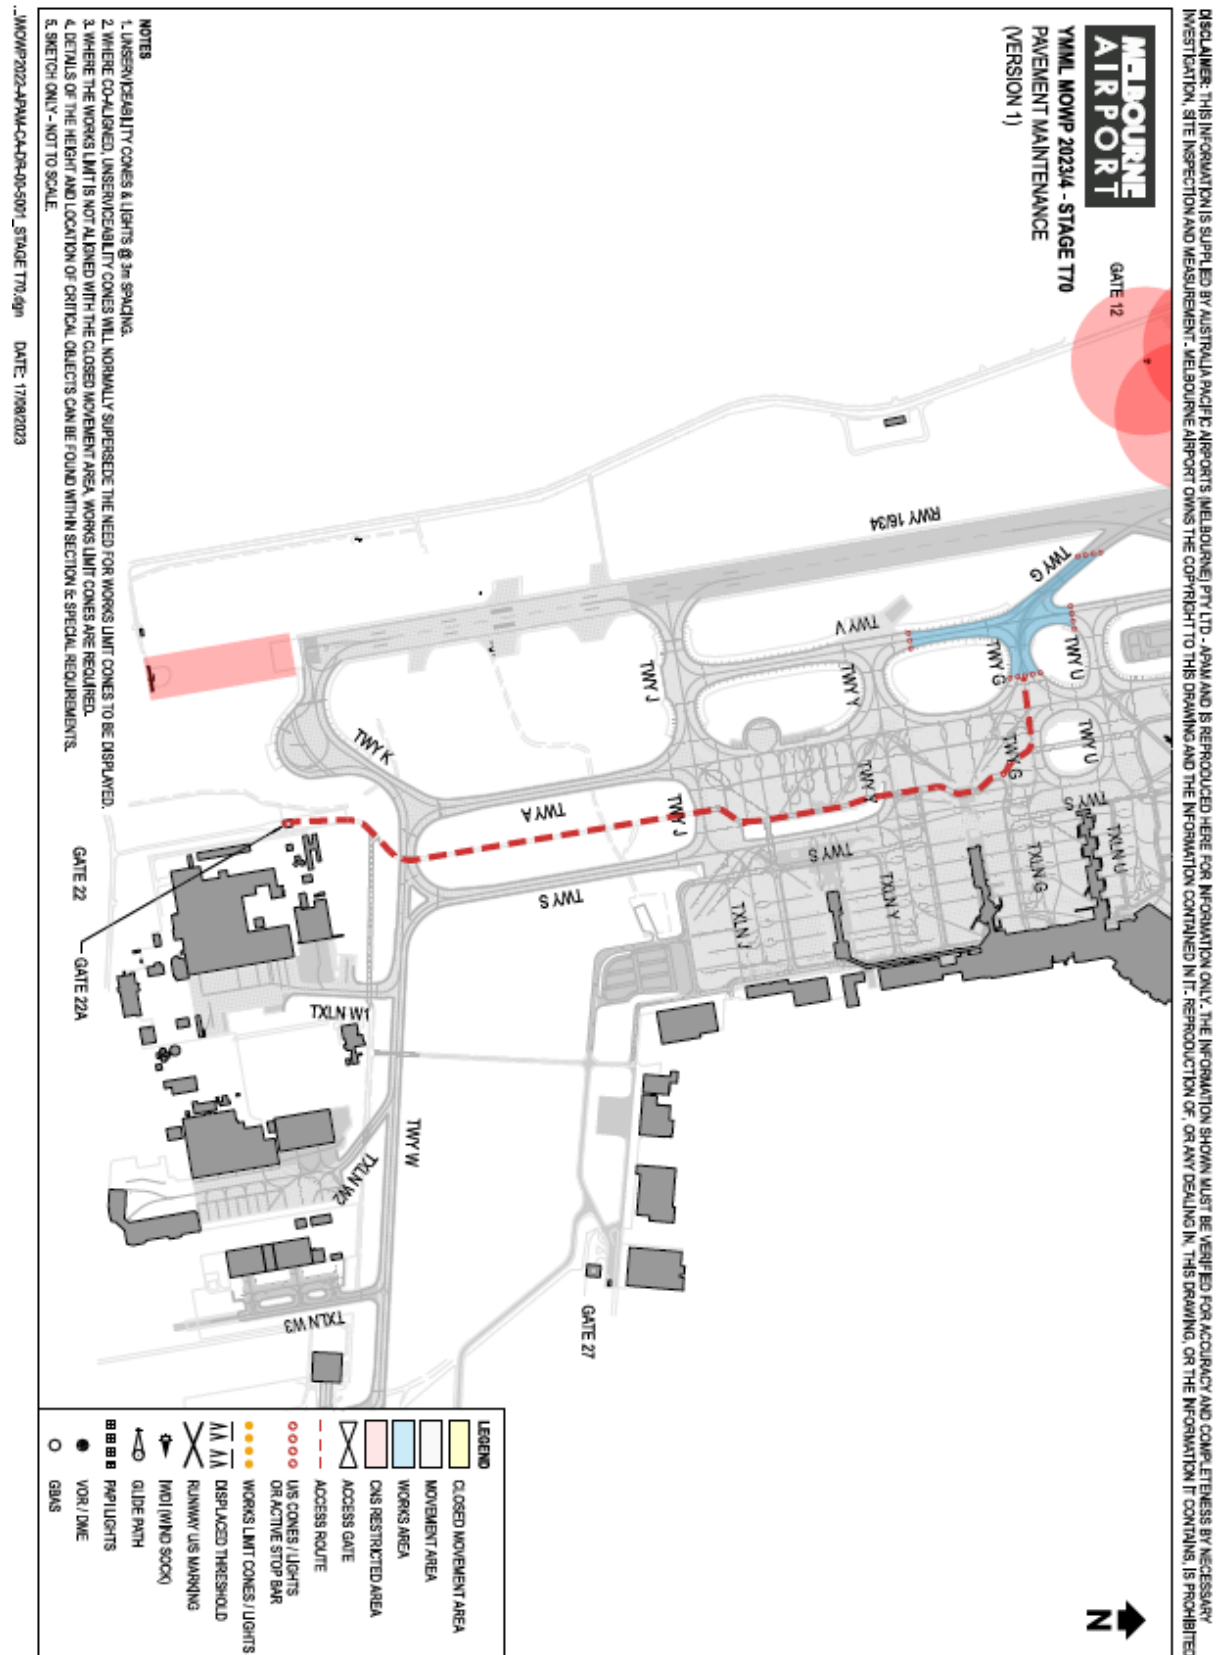 DISCLAIMER: THIS INFORMATION IS SUPPLIED BY AUSTRALIA PACIFIC AIRPORTS (MELBOURNE) PTY LTD - APAM AND IS REPRODUCED HERE FOR INFORMATION ONLY. THE INFORMATION SHOWN MUST BE VERIFIED FOR ACCURACY AND COMPLETENESS BY NECESSARY
INVESTIGATION, SITE INSPECTION AND MEASUREMENT. MELBOURNE AIRPORT OWNS THE COPYRIGHT TO THIS DRAWING AND THE INFORMATION CONTAINED IN IT. REPRODUCTION OF, OR ANY DEALING IN, THIS DRAWING, OR THE INFORMATION IT CONTAINS, IS PROHIBITED
MELBOURNE
AIRPORT
YMML MOWP 2023/4 - STAGE T70
PAVEMENT MAINTENANCE
(VERSION 1)
GATE 12
N
RWY 16/34
TWY G
TWY V
TWY U
TWY G
TWY Y
TWY J
TWY K
TWY U
TWY G
TWY Y
TWY J
TWY A
TWY S
TWY S
TWY S
TXLN U
TXLN G
TXLN Y
TXLN J
GATE 22
GATE 22A
TXLN W1
TWY W
TXLN W2
TXLN W3
GATE 27
NOTES
1. UNSERVICEABILITY CONES & LIGHTS @ 3m SPACING.
2. WHERE CO-ALIGNED, UNSERVICEABILITY CONES WILL NORMALLY SUPERSEDE THE NEED FOR WORKS LIMIT CONES TO BE DISPLAYED.
3. WHERE THE WORKS LIMIT IS NOT ALIGNED WITH THE CLOSED MOVEMENT AREA, WORKS LIMIT CONES ARE REQUIRED.
4. DETAILS OF THE HEIGHT AND LOCATION OF CRITICAL OBJECTS CAN BE FOUND WITHIN SECTION 5: SPECIAL REQUIREMENTS.
5. SKETCH ONLY - NOT TO SCALE.
LEGEND
CLOSED MOVEMENT AREA
MOVEMENT AREA
WORKS AREA
CNS RESTRICTED AREA
ACCESS GATE
ACCESS ROUTE
U/S CONES / LIGHTS
OR ACTIVE STOP BAR
WORKS LIMIT CONES / LIGHTS
DISPLACED THRESHOLD
RUNWAY U/S MARKING
IWDI (WIND SOCK)
GLIDE PATH
PAPI LIGHTS
VOR / DME
GBAS
...\MOWP2022-APAM-CA-DR-00-5001_STAGE T70.dgn DATE: 17/08/2023